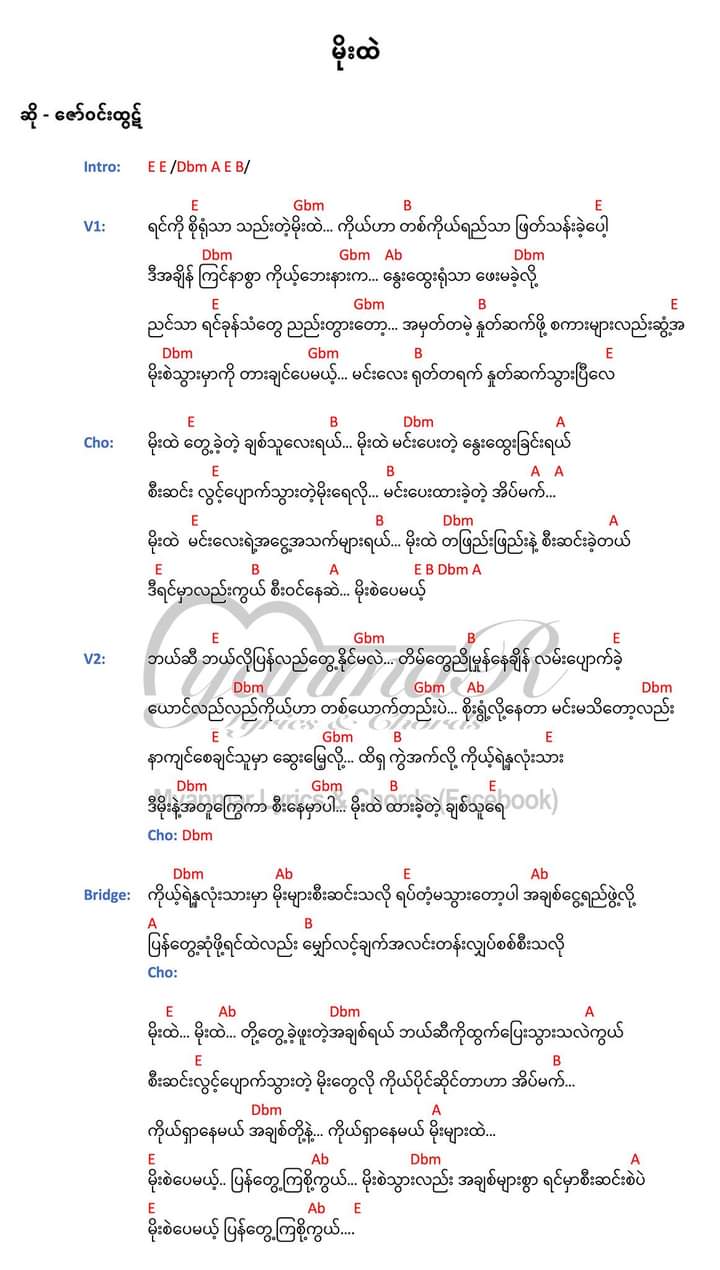 မိုးထဲ
ဆို - ဇော်ဝင်းထွဋ်
Intro: E E /Dbm A E B/
E Gbm B E
V1: ရင်ကို စိုရုံသာ သည်းတဲ့မိုးထဲ... ကိုယ်ဟာ တစ်ကိုယ်ရည်သာ ဖြတ်သန်းခဲ့ပေါ့
Dbm Gbm Ab Dbm
ဒီအချိန် ကြင်နာစွာ ကိုယ့်ဘေးနားက... နွေးထွေးရုံသာ ဖေးမခဲ့လို့
E Gbm B E
ညင်သာ ရင်ခုန်သံတွေ ညည်းတွားတော့... အမှတ်တမဲ့ နှုတ်ဆက်ဖို့ စကားများလည်းဆွံ့အ
Dbm Gbm B E
မိုးစဲသွားမှာကို တားချင်ပေမယ့်... မင်းလေး ရုတ်တရက် နှုတ်ဆက်သွားပြီလေ
E B Dbm A
Cho: မိုးထဲ တွေ့ခဲ့တဲ့ ချစ်သူလေးရယ်... မိုးထဲ မင်းပေးတဲ့ နွေးထွေးခြင်းရယ်
E B A A
စီးဆင်း လွင့်ပျောက်သွားတဲ့မိုးရေလို... မင်းပေးထားခဲ့တဲ့ အိပ်မက်...
E B Dbm A
မိုးထဲ မင်းလေးရဲ့အငွေ့အသက်များရယ်... မိုးထဲ တဖြည်းဖြည်းနဲ့ စီးဆင်းခဲ့တယ်
E B A E B Dbm A
ဒီရင်မှာလည်းကွယ် စီးဝင်နေဆဲ... မိုးစဲပေမယ့်
E Gbm B E
V2: ဘယ်ဆီ ဘယ်လိုပြန်လည်တွေ့နိုင်မလဲ... တိမ်တွေညိုမှုန်နေချိန် လမ်းပျောက်ခဲ့
Dbm Gbm Ab Dbm
ယောင်လည်လည်ကိုယ်ဟာ တစ်ယောက်တည်းပဲ... စိုးရွံ့လို့နေတာ မင်းမသိတော့လည်း
E Gbm B E
နာကျင်စေချင်သူမှာ ဆွေးမြေ့လို့... ထိရှ ကွဲအက်လို့ ကိုယ့်ရဲ့နှလုံးသား
Dbm Gbm B E
ဒီမိုးနဲ့အတူကြွေကာ စီးနေမှာပါ... မိုးထဲ ထားခဲ့တဲ့ ချစ်သူရေ
Cho: Dbm
Dbm Ab E Ab
Bridge: ကိုယ့်ရဲ့နှလုံးသားမှာ မိုးများစီးဆင်းသလို ရပ်တံ့မသွားတော့ပါ အချစ်ငွေ့ရည်ဖွဲ့လို့
A B
ပြန်တွေ့ဆုံဖို့ရင်ထဲလည်း မျှော်လင့်ချက်အလင်းတန်းလျှပ်စစ်စီးသလို
Cho:
E Ab Dbm A
မိုးထဲ... မိုးထဲ... တို့တွေ့ခဲ့ဖူးတဲ့အချစ်ရယ် ဘယ်ဆီကိုထွက်ပြေးသွားသလဲကွယ်
E B
စီးဆင်းလွင့်ပျောက်သွားတဲ့ မိုးတွေလို ကိုယ်ပိုင်ဆိုင်တာဟာ အိပ်မက်...
Dbm A
ကိုယ်ရှာနေမယ် အချစ်တို့နဲ့... ကိုယ်ရှာနေမယ် မိုးများထဲ...
E Ab Dbm A
မိုးစဲပေမယ့်.. ပြန်တွေ့ကြစို့ကွယ်... မိုးစဲသွားလည်း အချစ်များစွာ ရင်မှာစီးဆင်းစဲပဲ
E Ab E
မိုးစဲပေမယ့် ပြန်တွေ့ကြစို့ကွယ်....
MyanmaR
Lyrics & Chords
Myanmar Lyrics & Chords (Facebook)